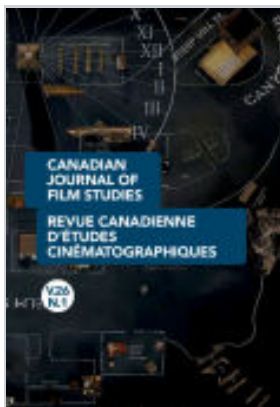 X
XI
XII
I
II
III
IV
CANADIAN
JOURNAL OF
FILM STUDIES
REVUE CANADIENNE
D'ÉTUDES
CINÉMATOGRAPHIQUES
V.26
N.1